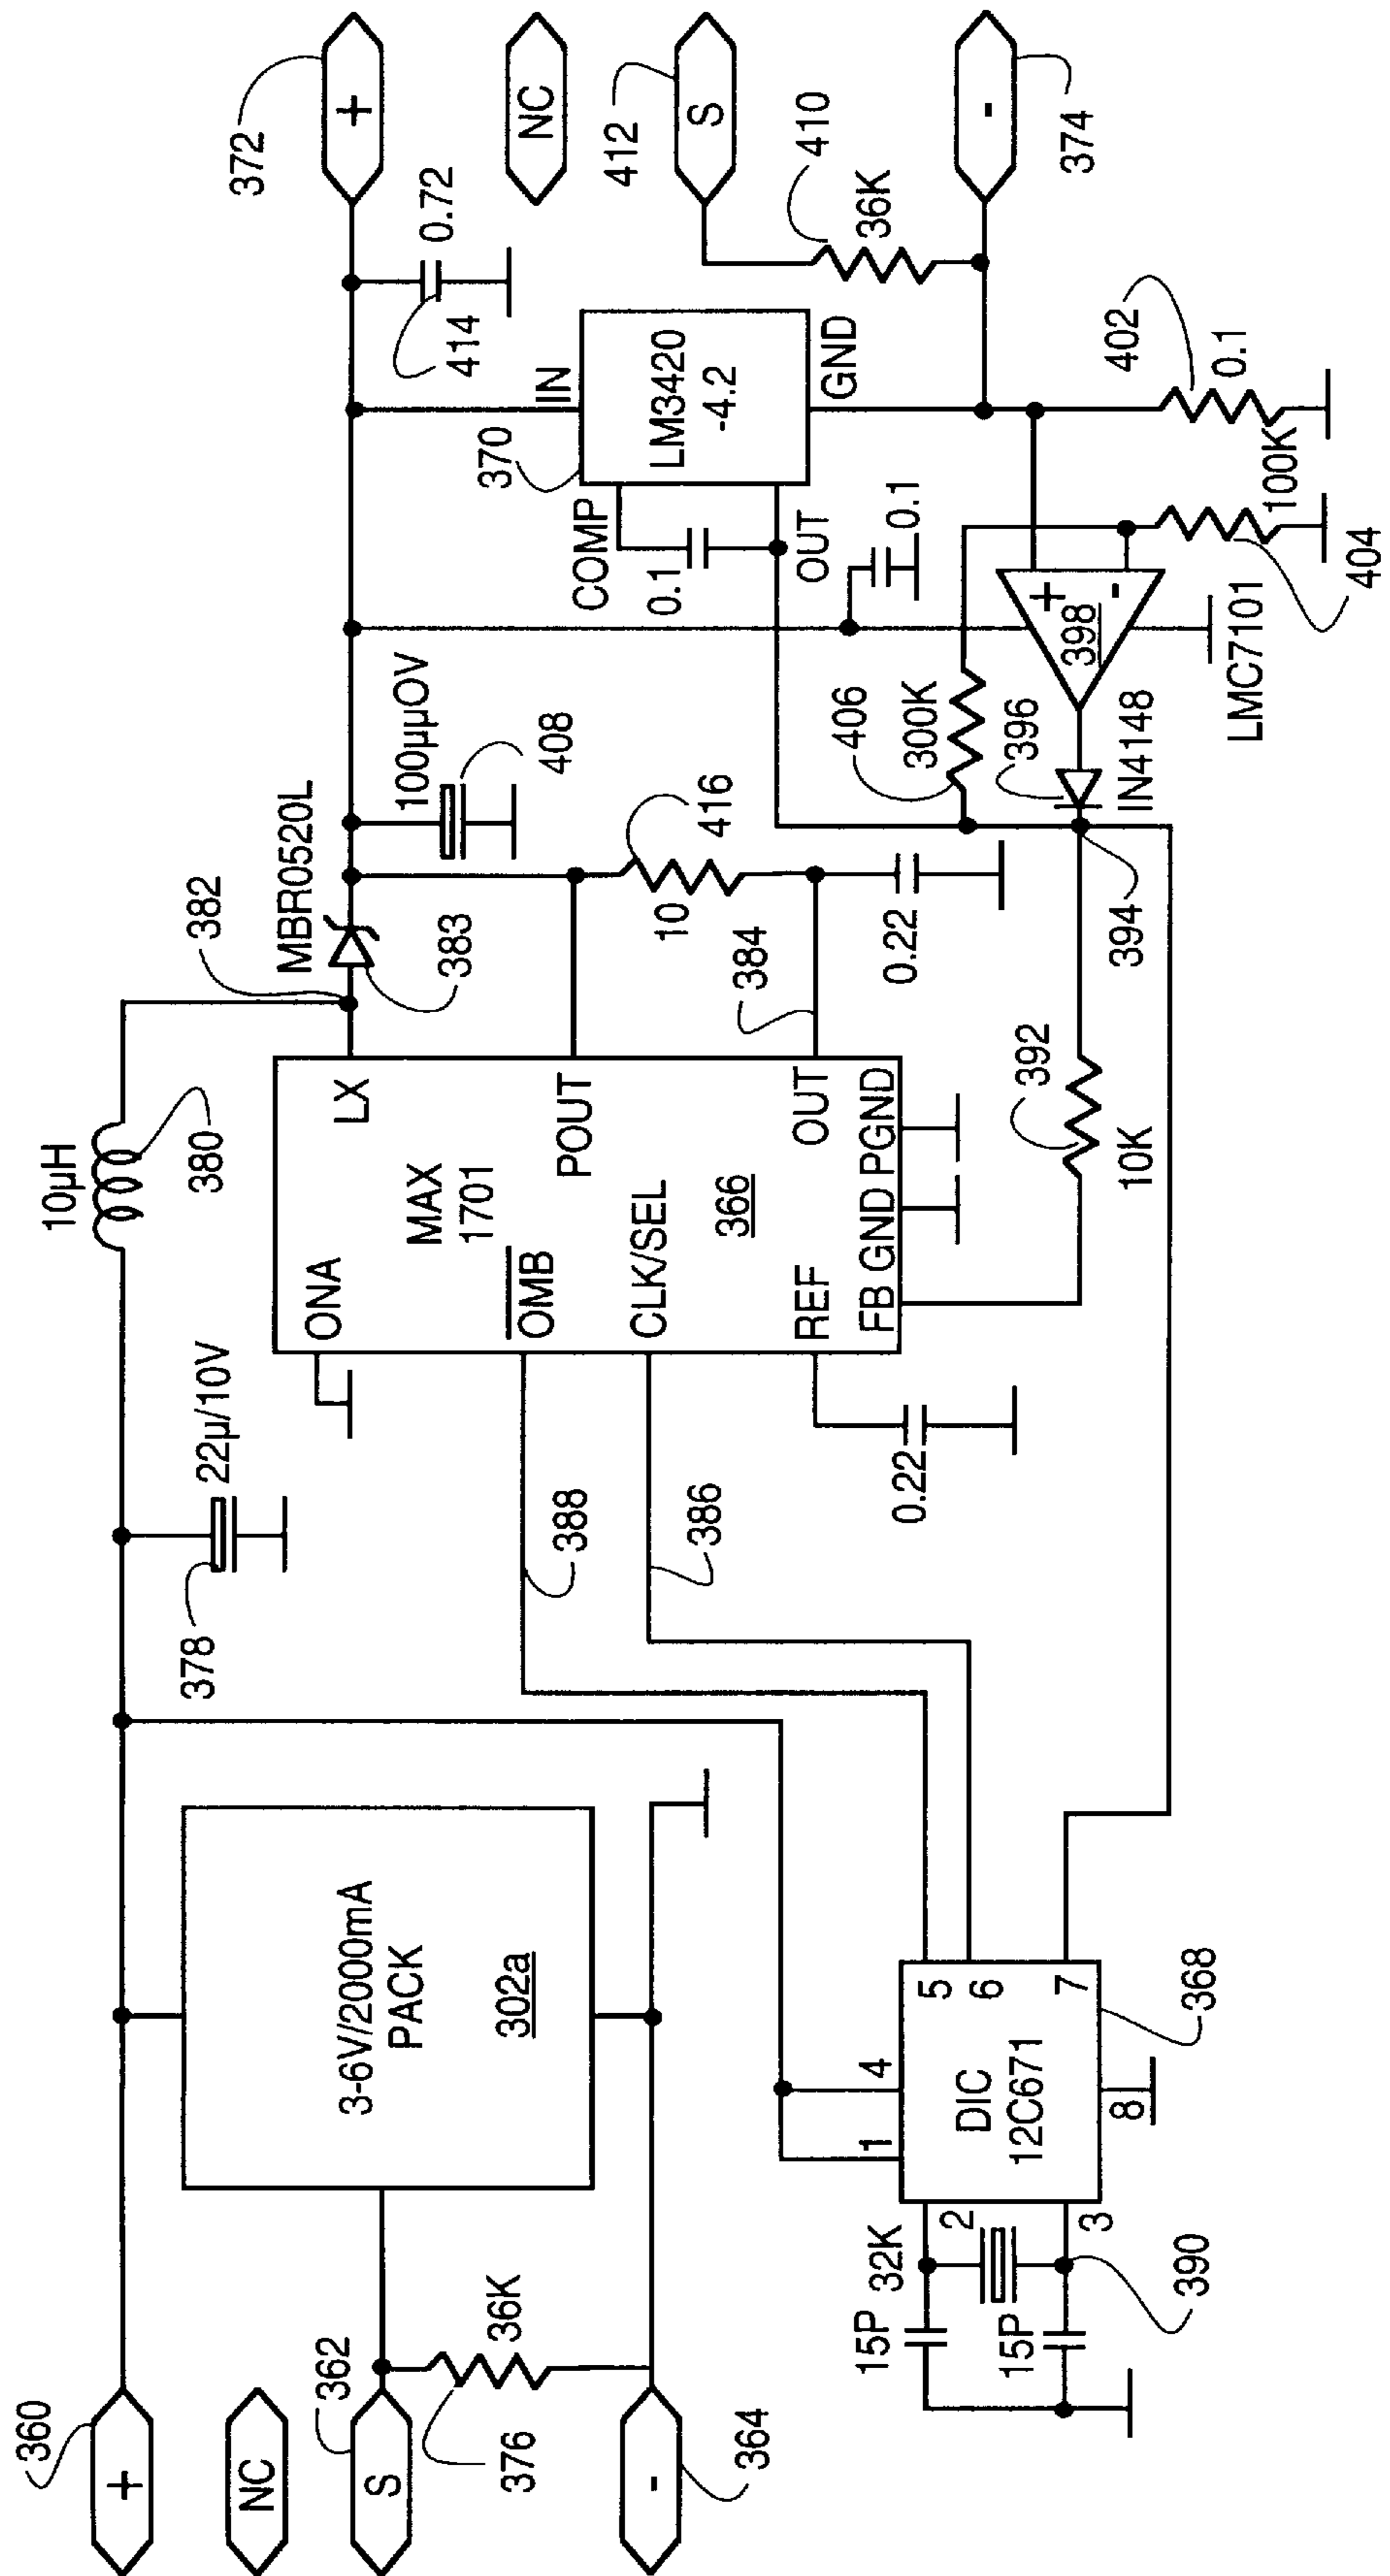 360
+
NC
362
S
36K
376
-
364
3-6V/2000mA
PACK
302a
378
22µ/10V
10µH
380
382
MBR0520L
383
100µµOV
408
372
+
414
0.72
NC
412
S
410
36K
-
374
ONA
LX
MAX
1701
OMB
POUT
CLK/SEL
366
REF
OUT
FB
GND
PGND
388
386
0.22
10
416
384
0.22
392
10K
394
370
IN
LM3420
-4.2
COMP
0.1
OUT
GND
0.1
406
300K
396
IN4148
+
-
398
LMC7101
402
0.1
100K
404
15P
32K
2
15P
3
390
1
4
DIC
12C671
5
6
7
8
368